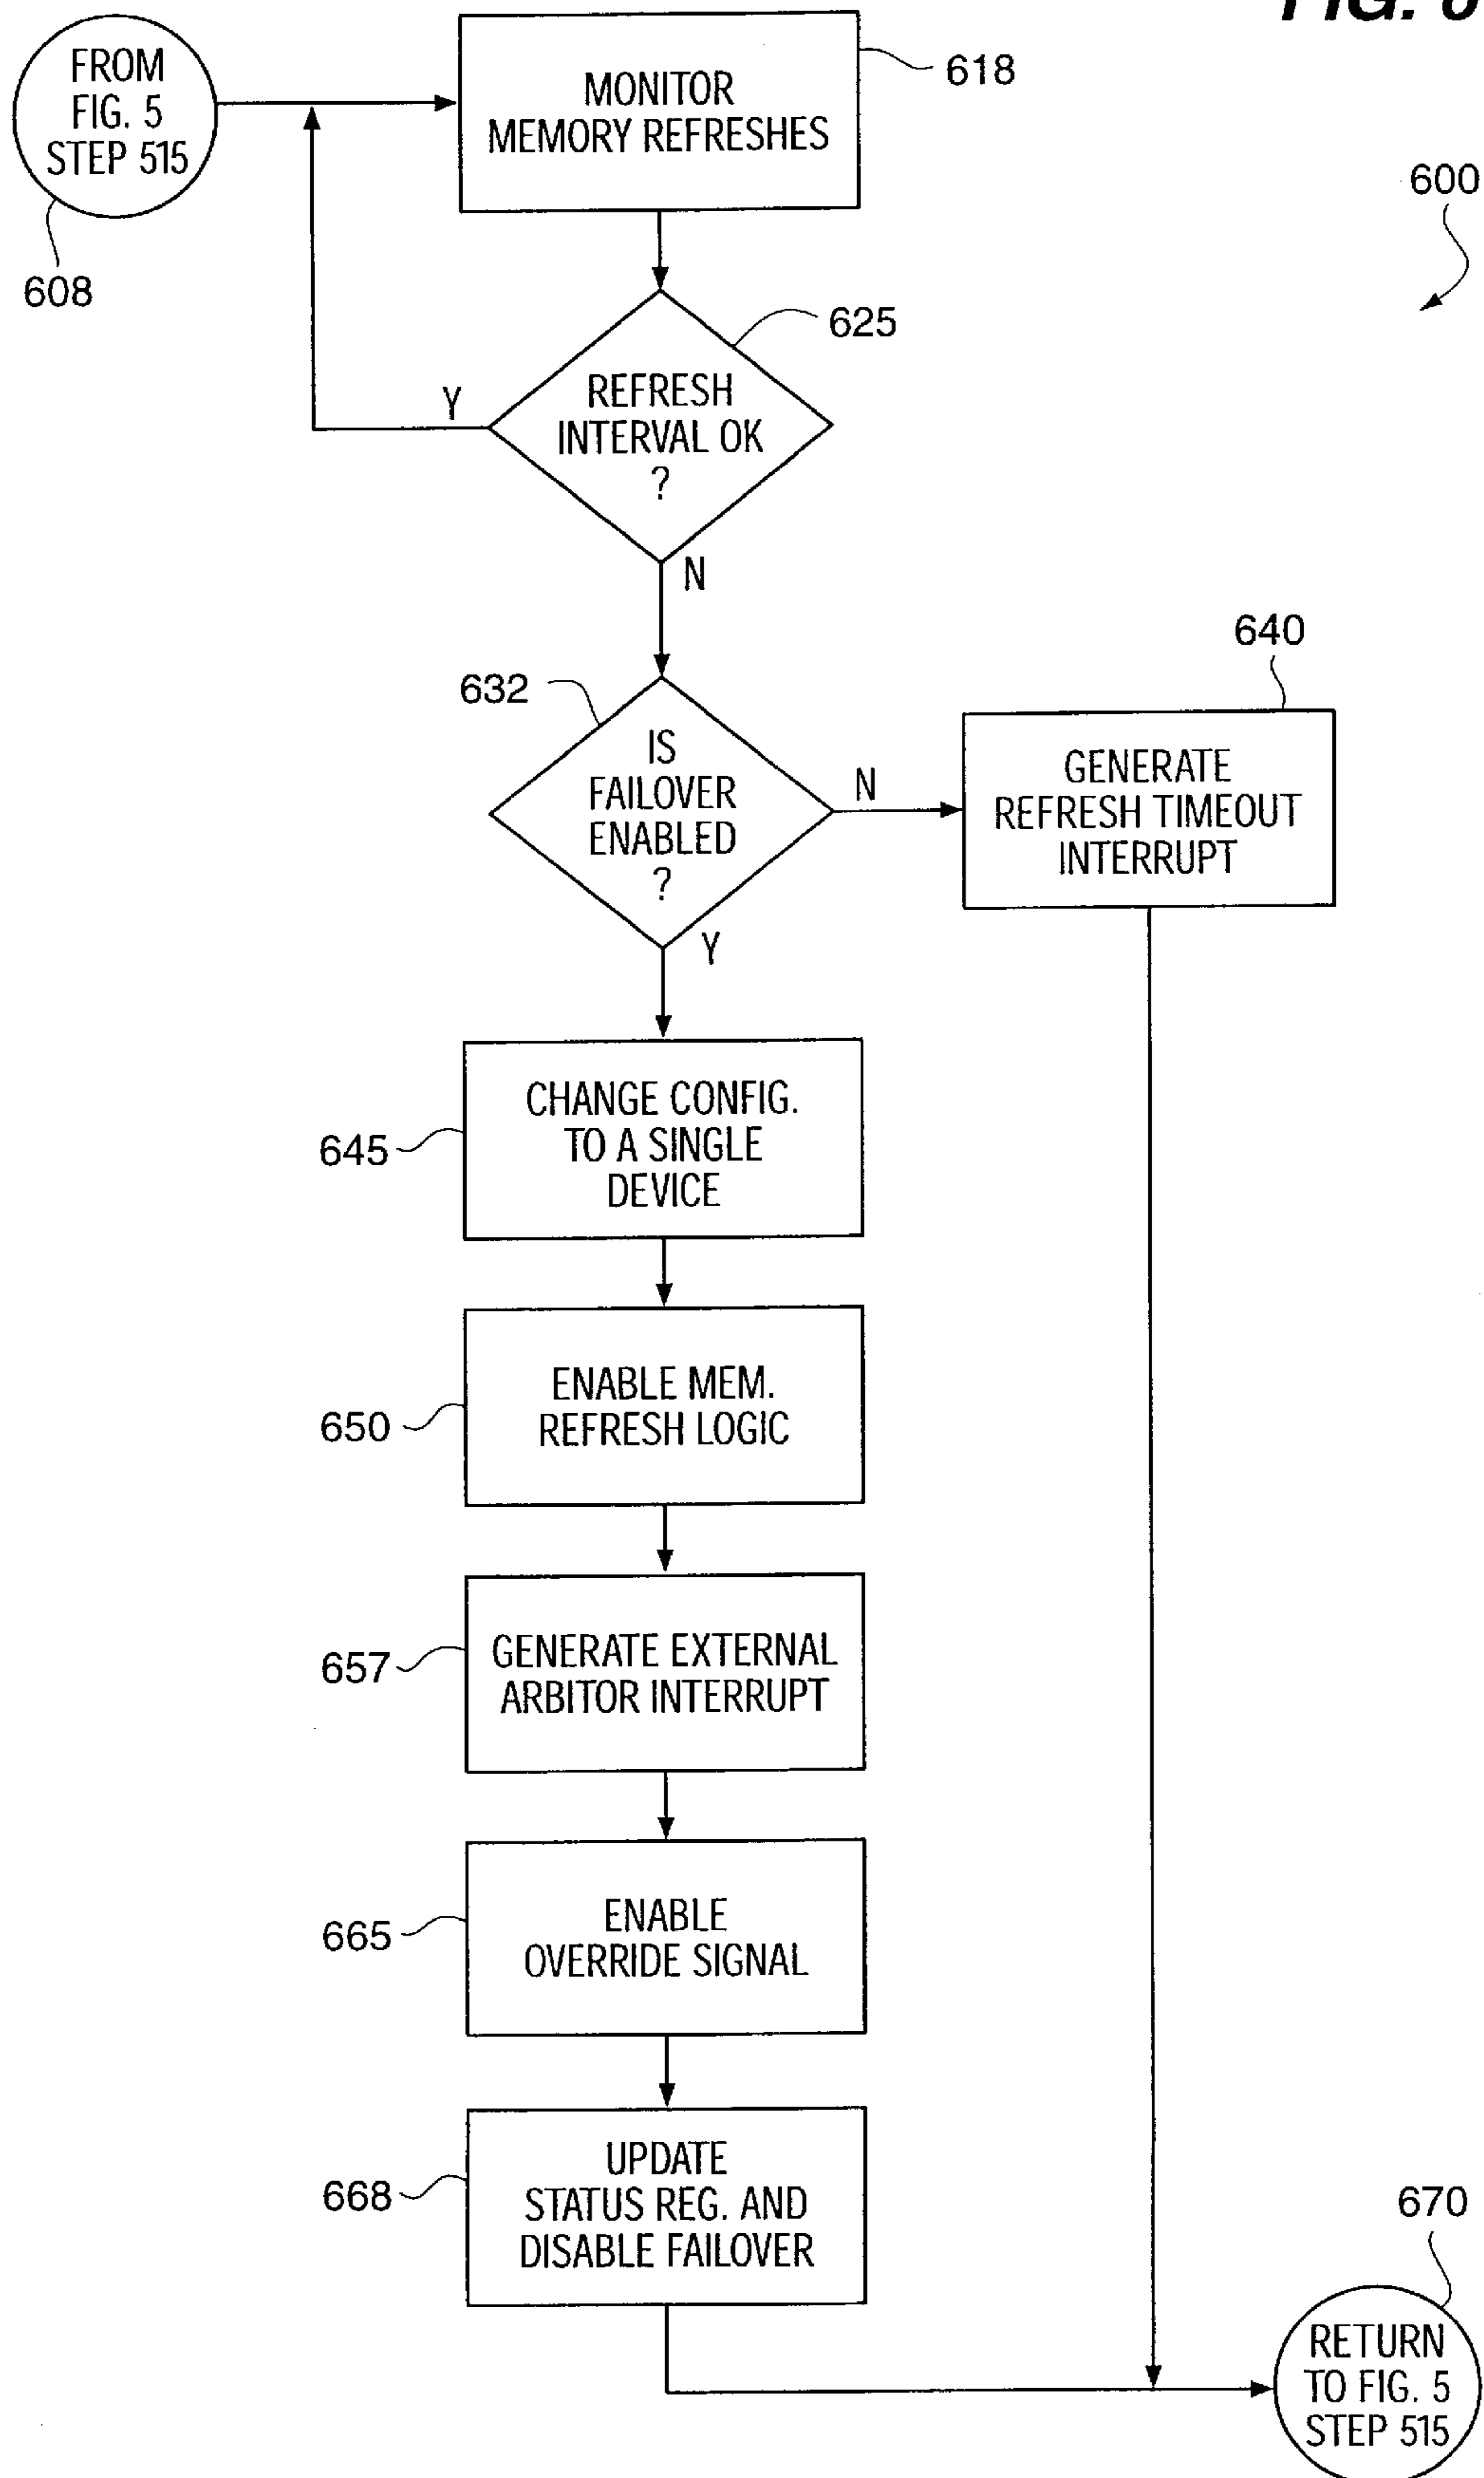 FIG. 6
FROM
FIG. 5
STEP 515
608
MONITOR
MEMORY REFRESHES
618
600
625
REFRESH
INTERVAL OK
?
Y
N
632
IS
FAILOVER
ENABLED
?
N
Y
640
GENERATE
REFRESH TIMEOUT
INTERRUPT
645
CHANGE CONFIG.
TO A SINGLE
DEVICE
650
ENABLE MEM.
REFRESH LOGIC
657
GENERATE EXTERNAL
ARBITOR INTERRUPT
665
ENABLE
OVERRIDE SIGNAL
668
UPDATE
STATUS REG. AND
DISABLE FAILOVER
670
RETURN
TO FIG. 5
STEP 515